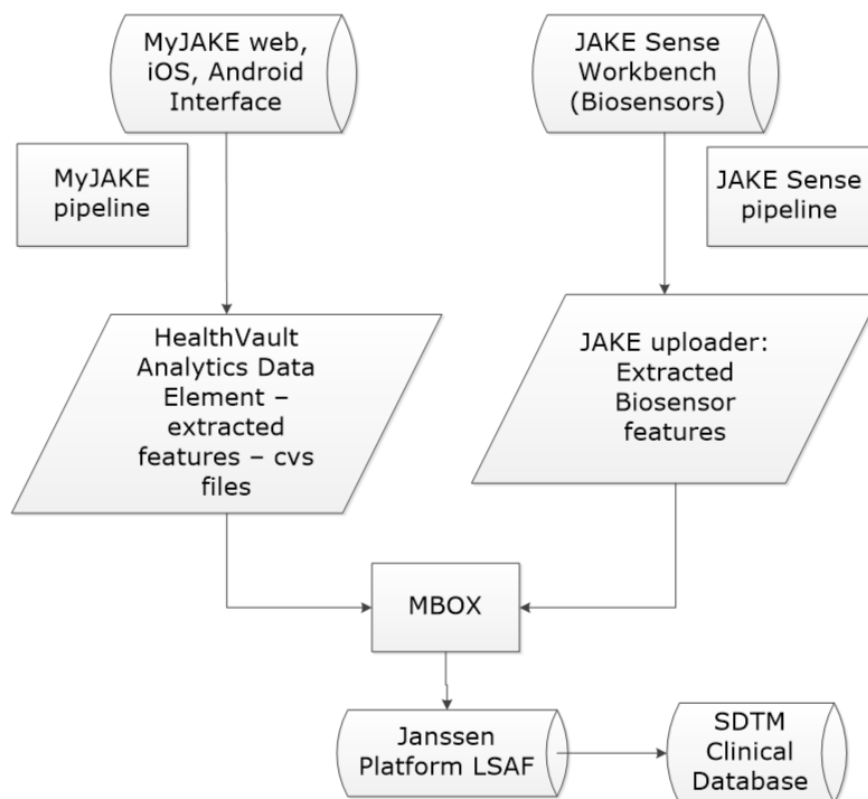 MyJAKE web,
iOS, Android
Interface
JAKE Sense
Workbench
(Biosensors)
MyJAKE
pipeline
JAKE Sense
pipeline
HealthVault
Analytics Data
Element –
extracted
features – cvs
files
JAKE uploader:
Extracted
Biosensor
features
MBOX
Janssen
Platform LSAF
SDTM
Clinical
Database